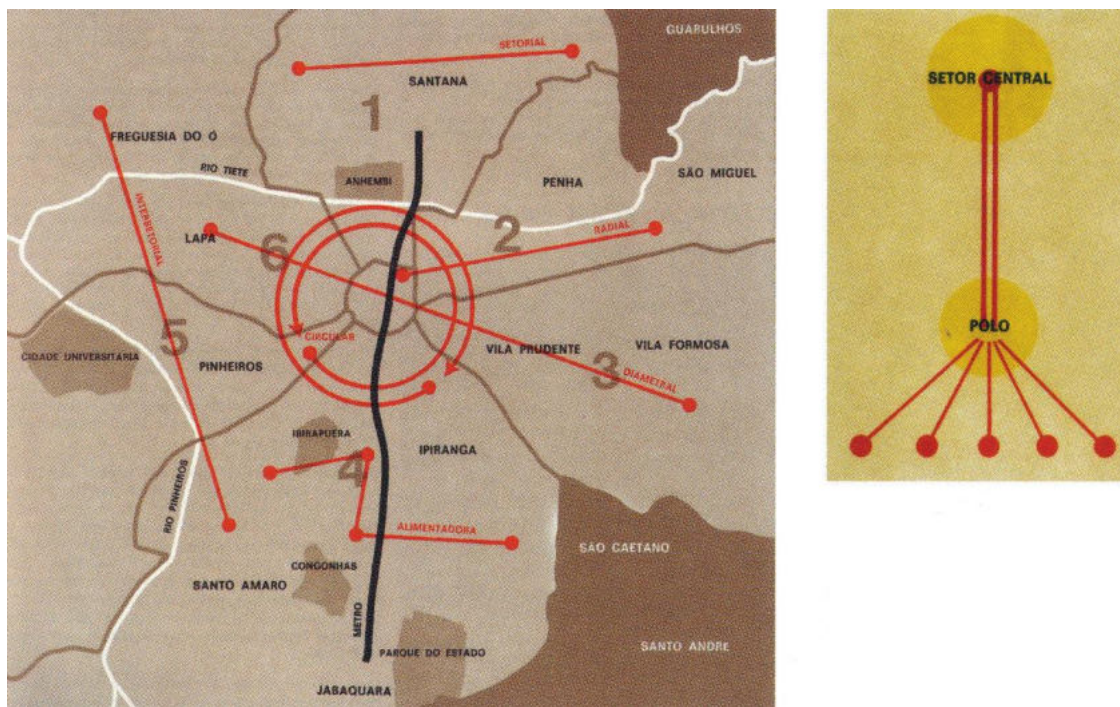 GUARULHOS
SETORIAL
SANTANA
1
FREGUESIA DO Ó
RIO TIETE
ANHEMBI
PENHA
SÃO MIGUEL
INTERSETORIAL
LAPA
6
2
RADIAL
5
CIDADE UNIVERSITARIA
PINHEIROS
CIRCULAR
VILA PRUDENTE
3
VILA FORMOSA
DIAMETRAL
IBIRAPUERA
4
IPIRANGA
RIO PINHEIROS
ALIMENTADORA
SÃO CAETANO
CONGONHAS
SANTO AMARO
METRO
PARQUE DO ESTADO
SANTO ANDRE
JABAQUARA
SETOR CENTRAL
POLO